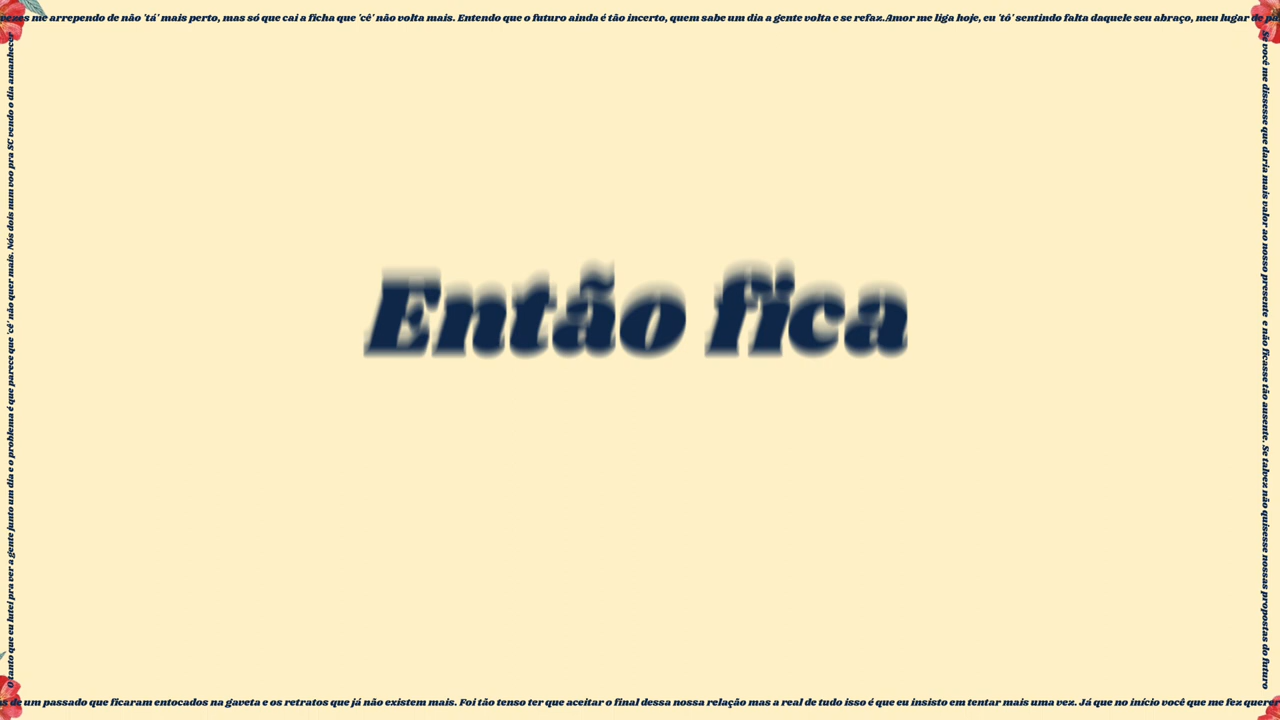 me arrependo de não 'tá' mais perto, mas só que cai a ficha que 'cê' não volta mais. Entendo que o futuro ainda é tão incerto, quem sabe um dia a gente volta e se refaz.Amor me liga hoje, eu 'tô' sentindo falta daquele seu abraço, meu lugar de
O tanto que eu lutei pra ver a gente junto um dia e o problema é que parece que 'cê' não quer mais. Nós dois num voo pra SC vendo o dia amanhecer
Então fica
Se você me dissesse que daria mais valor ao nosso presente e não ficasse tão ausente. Se talvez não quisesse nossas propostas do futuro
de um passado que ficaram entocados na gaveta e os retratos que já não existem mais. Foi tão tenso ter que aceitar o final dessa nossa relação mas a real de tudo isso é que eu insisto em tentar mais uma vez. Já que no início você que me fez